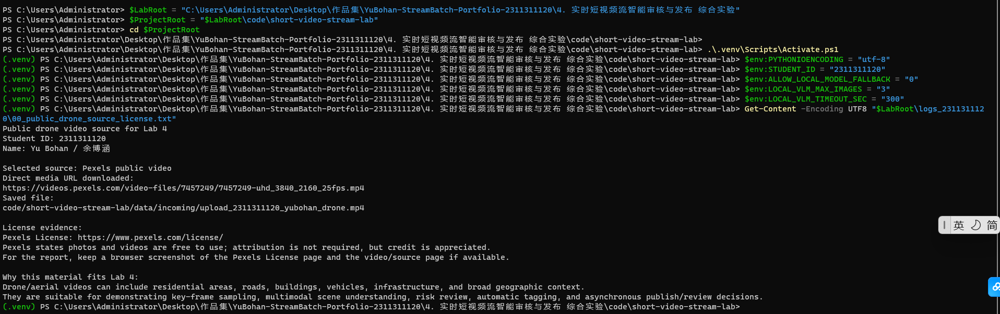 PS C:\Users\Administrator> $LabRoot = "C:\Users\Administrator\Desktop\作品集\YuBohan-StreamBatch-Portfolio-2311311120\4. 实时短视频流智能审核与发布 综合实验"
PS C:\Users\Administrator> $ProjectRoot = "$LabRoot\code\short-video-stream-lab"
PS C:\Users\Administrator> cd $ProjectRoot
PS C:\Users\Administrator\Desktop\作品集\YuBohan-StreamBatch-Portfolio-2311311120\4. 实时短视频流智能审核与发布 综合实验\code\short-video-stream-lab>
PS C:\Users\Administrator\Desktop\作品集\YuBohan-StreamBatch-Portfolio-2311311120\4. 实时短视频流智能审核与发布 综合实验\code\short-video-stream-lab> .\.venv\Scripts\Activate.ps1
(.venv) PS C:\Users\Administrator\Desktop\作品集\YuBohan-StreamBatch-Portfolio-2311311120\4. 实时短视频流智能审核与发布 综合实验\code\short-video-stream-lab> $env:PYTHONIOENCODING = "utf-8"
(.venv) PS C:\Users\Administrator\Desktop\作品集\YuBohan-StreamBatch-Portfolio-2311311120\4. 实时短视频流智能审核与发布 综合实验\code\short-video-stream-lab> $env:STUDENT_ID = "2311311120"
(.venv) PS C:\Users\Administrator\Desktop\作品集\YuBohan-StreamBatch-Portfolio-2311311120\4. 实时短视频流智能审核与发布 综合实验\code\short-video-stream-lab> $env:ALLOW_LOCAL_MODEL_FALLBACK = "0"
(.venv) PS C:\Users\Administrator\Desktop\作品集\YuBohan-StreamBatch-Portfolio-2311311120\4. 实时短视频流智能审核与发布 综合实验\code\short-video-stream-lab> $env:LOCAL_VLM_MAX_IMAGES = "3"
(.venv) PS C:\Users\Administrator\Desktop\作品集\YuBohan-StreamBatch-Portfolio-2311311120\4. 实时短视频流智能审核与发布 综合实验\code\short-video-stream-lab> $env:LOCAL_VLM_TIMEOUT_SEC = "300"
(.venv) PS C:\Users\Administrator\Desktop\作品集\YuBohan-StreamBatch-Portfolio-2311311120\4. 实时短视频流智能审核与发布 综合实验\code\short-video-stream-lab> Get-Content -Encoding UTF8 "$LabRoot\logs_231131112
0\00_public_drone_source_license.txt"
Public drone video source for Lab 4
Student ID: 2311311120
Name: Yu Bohan / 余博涵

Selected source: Pexels public video
Direct media URL downloaded:
https://videos.pexels.com/video-files/7457249/7457249-uhd_3840_2160_25fps.mp4
Saved file:
code/short-video-stream-lab/data/incoming/upload_2311311120_yubohan_drone.mp4

License evidence:
Pexels License: https://www.pexels.com/license/
Pexels states photos and videos are free to use; attribution is not required, but credit is appreciated.
For the report, keep a browser screenshot of the Pexels License page and the video/source page if available.

Why this material fits Lab 4:
Drone/aerial videos can include residential areas, roads, buildings, vehicles, infrastructure, and broad geographic context.
They are suitable for demonstrating key-frame sampling, multimodal scene understanding, risk review, automatic tagging, and asynchronous publish/review decisions.
(.venv) PS C:\Users\Administrator\Desktop\作品集\YuBohan-StreamBatch-Portfolio-2311311120\4. 实时短视频流智能审核与发布 综合实验\code\short-video-stream-lab>
英 简